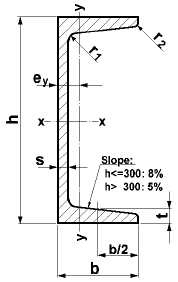 y
r1
r2
ey
h
x x
s
Slope:
h<=300: 8%
h> 300: 5%
y
b/2
t
b